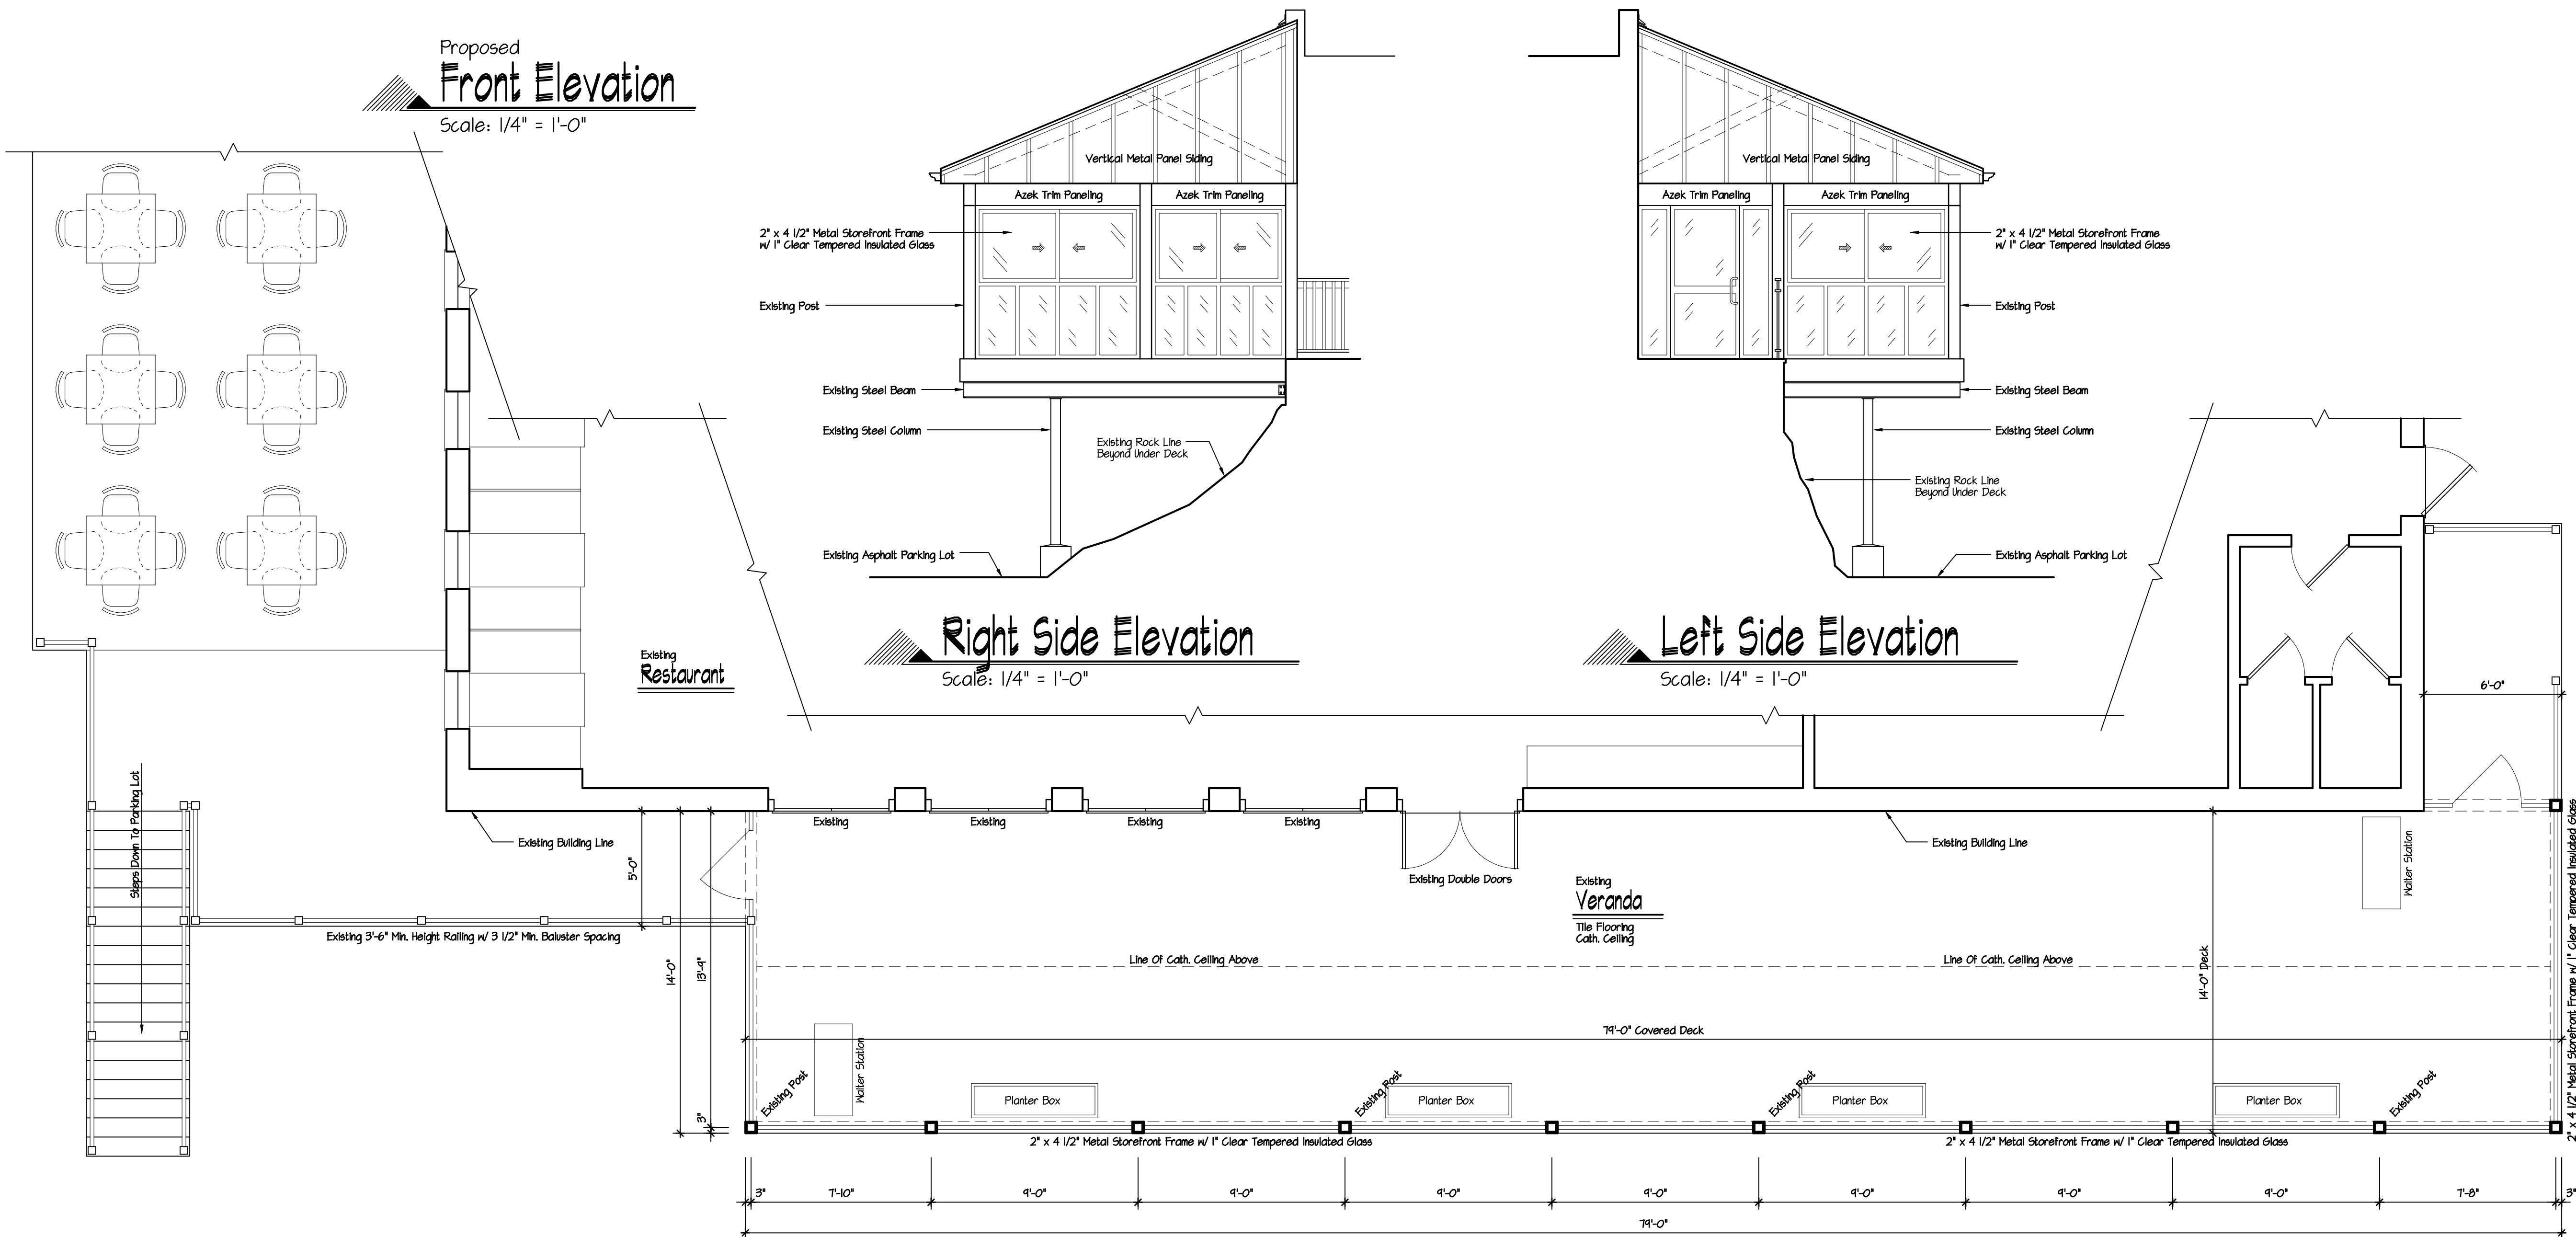 Proposed
Front Elevation
Scale: 1/4" = 1'-0"
Vertical Metal Panel Siding
Azek Trim Paneling
Azek Trim Paneling
2" x 4 1/2" Metal Storefront Frame
w/ 1" Clear Tempered Insulated Glass
Existing Post
Existing Steel Beam
Existing Steel Column
Existing Rock Line
Beyond Under Deck
Existing Asphalt Parking Lot
Right Side Elevation
Scale: 1/4" = 1'-0"
Vertical Metal Panel Siding
Azek Trim Paneling
Azek Trim Paneling
2" x 4 1/2" Metal Storefront Frame
w/ 1" Clear Tempered Insulated Glass
Existing Post
Existing Steel Beam
Existing Steel Column
Existing Rock Line
Beyond Under Deck
Existing Asphalt Parking Lot
Left Side Elevation
Scale: 1/4" = 1'-0"
Existing
Restaurant
6'-0"
Steps Down To Parking Lot
Existing Building Line
Existing
Existing
Existing
Existing
Existing Double Doors
Existing Building Line
5'-0"
Existing
Veranda
Tile Flooring
Cath. Ceiling
Waiter Station
Existing 3'-6" Min. Height Railing w/ 3 1/2" Min. Baluster Spacing
14'-0"
13'-9"
3"
Line Of Cath. Ceiling Above
Line Of Cath. Ceiling Above
14'-0" Deck
79'-0" Covered Deck
Waiter Station
Existing Post
Planter Box
Existing Post
Planter Box
Existing Post
Planter Box
Planter Box
Existing Post
2" x 4 1/2" Metal Storefront Frame w/ 1" Clear Tempered Insulated Glass
2" x 4 1/2" Metal Storefront Frame w/ 1" Clear Tempered Insulated Glass
2" x 4 1/2" Metal Storefront Frame w/ 1" Clear Tempered Insulated Glass
3"
7'-10"
9'-0"
9'-0"
9'-0"
9'-0"
9'-0"
9'-0"
9'-0"
7'-8"
3"
79'-0"